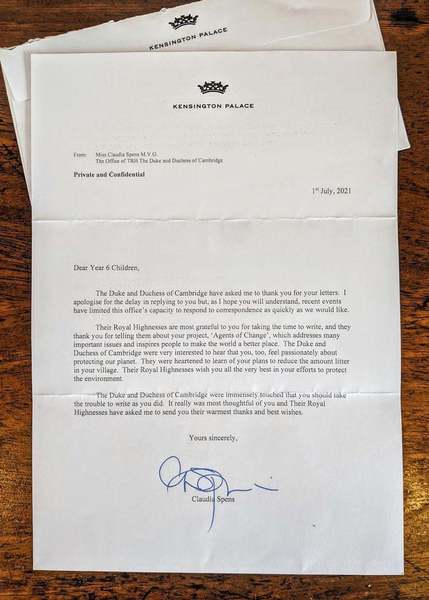 KENSINGTON PALACE
KENSINGTON PALACE
From: Miss Claudia Spens M.V.O.
The Office of TRH The Duke and Duchess of Cambridge
Private and Confidential
1st July, 2021
Dear Year 6 Children,
The Duke and Duchess of Cambridge have asked me to thank you for your letters. I
apologise for the delay in replying to you but, as I hope you will understand, recent events
have limited this office's capacity to respond to correspondence as quickly as we would like.
Their Royal Highnesses are most grateful to you for taking the time to write, and they
thank you for telling them about your project, 'Agents of Change', which addresses many
important issues and inspires people to make the world a better place. The Duke and
Duchess of Cambridge were very interested to hear that you, too, feel passionately about
protecting our planet. They were heartened to learn of your plans to reduce the amount litter
in your village. Their Royal Highnesses wish you all the very best in your efforts to protect
the environment.
The Duke and Duchess of Cambridge were immensely touched that you should take
the trouble to write as you did. It really was most thoughtful of you and Their Royal
Highnesses have asked me to send you their warmest thanks and best wishes.
Yours sincerely,
Claudia Spens